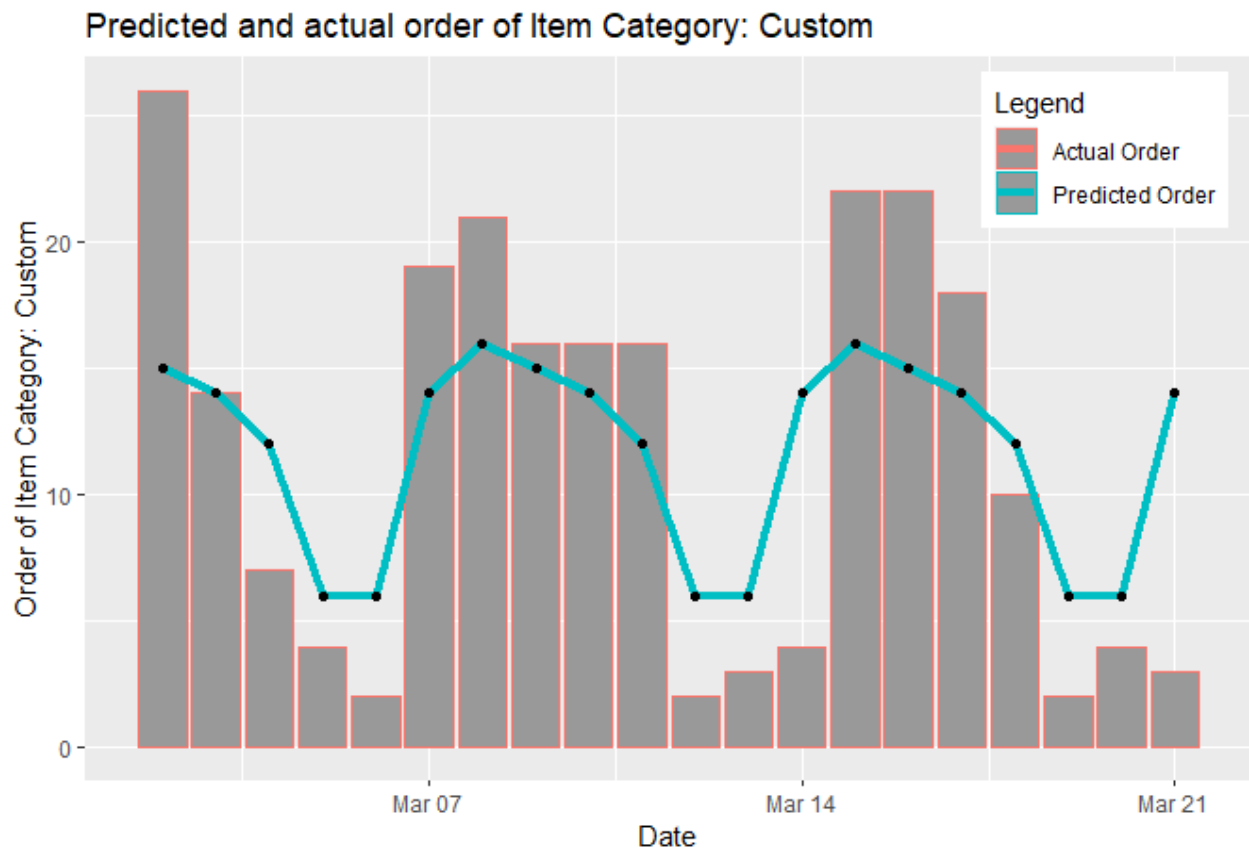 Predicted and actual order of Item Category: Custom
Legend
Actual Order
Predicted Order
Order of Item Category: Custom
20
10
0
Mar 07
Mar 14
Mar 21
Date